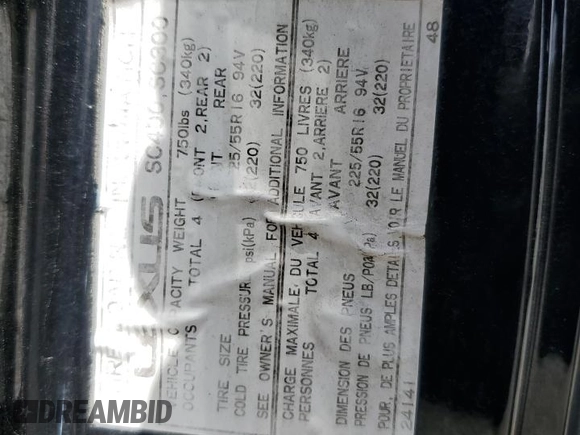 LEXUS SC400,SC300
VEHICLE CAPACITY WEIGHT 750lbs (340kg)
OCCUPANTS TOTAL 4 (FRONT 2,REAR 2)
REAR
TIRE SIZE 225/55R16 94V
COLD TIRE PRESSURE psi(kPa) 32(220)
SEE OWNER'S MANUAL FOR ADDITIONAL INFORMATION
CHARGE MAXIMALE DU VEHICULE 750 LIVRES (340kg)
PERSONNES TOTAL 4 (AVANT 2,ARRIERE 2)
AVANT ARRIERE
DIMENSION DES PNEUS 225/55R16 94V
PRESSION DE PNEUS LB/PO2 32(220) 32(220)
POUR DE PLUS AMPLES DETAILS VOIR LE MANUEL DU PROPRIETAIRE
24141 48
DREAMBID